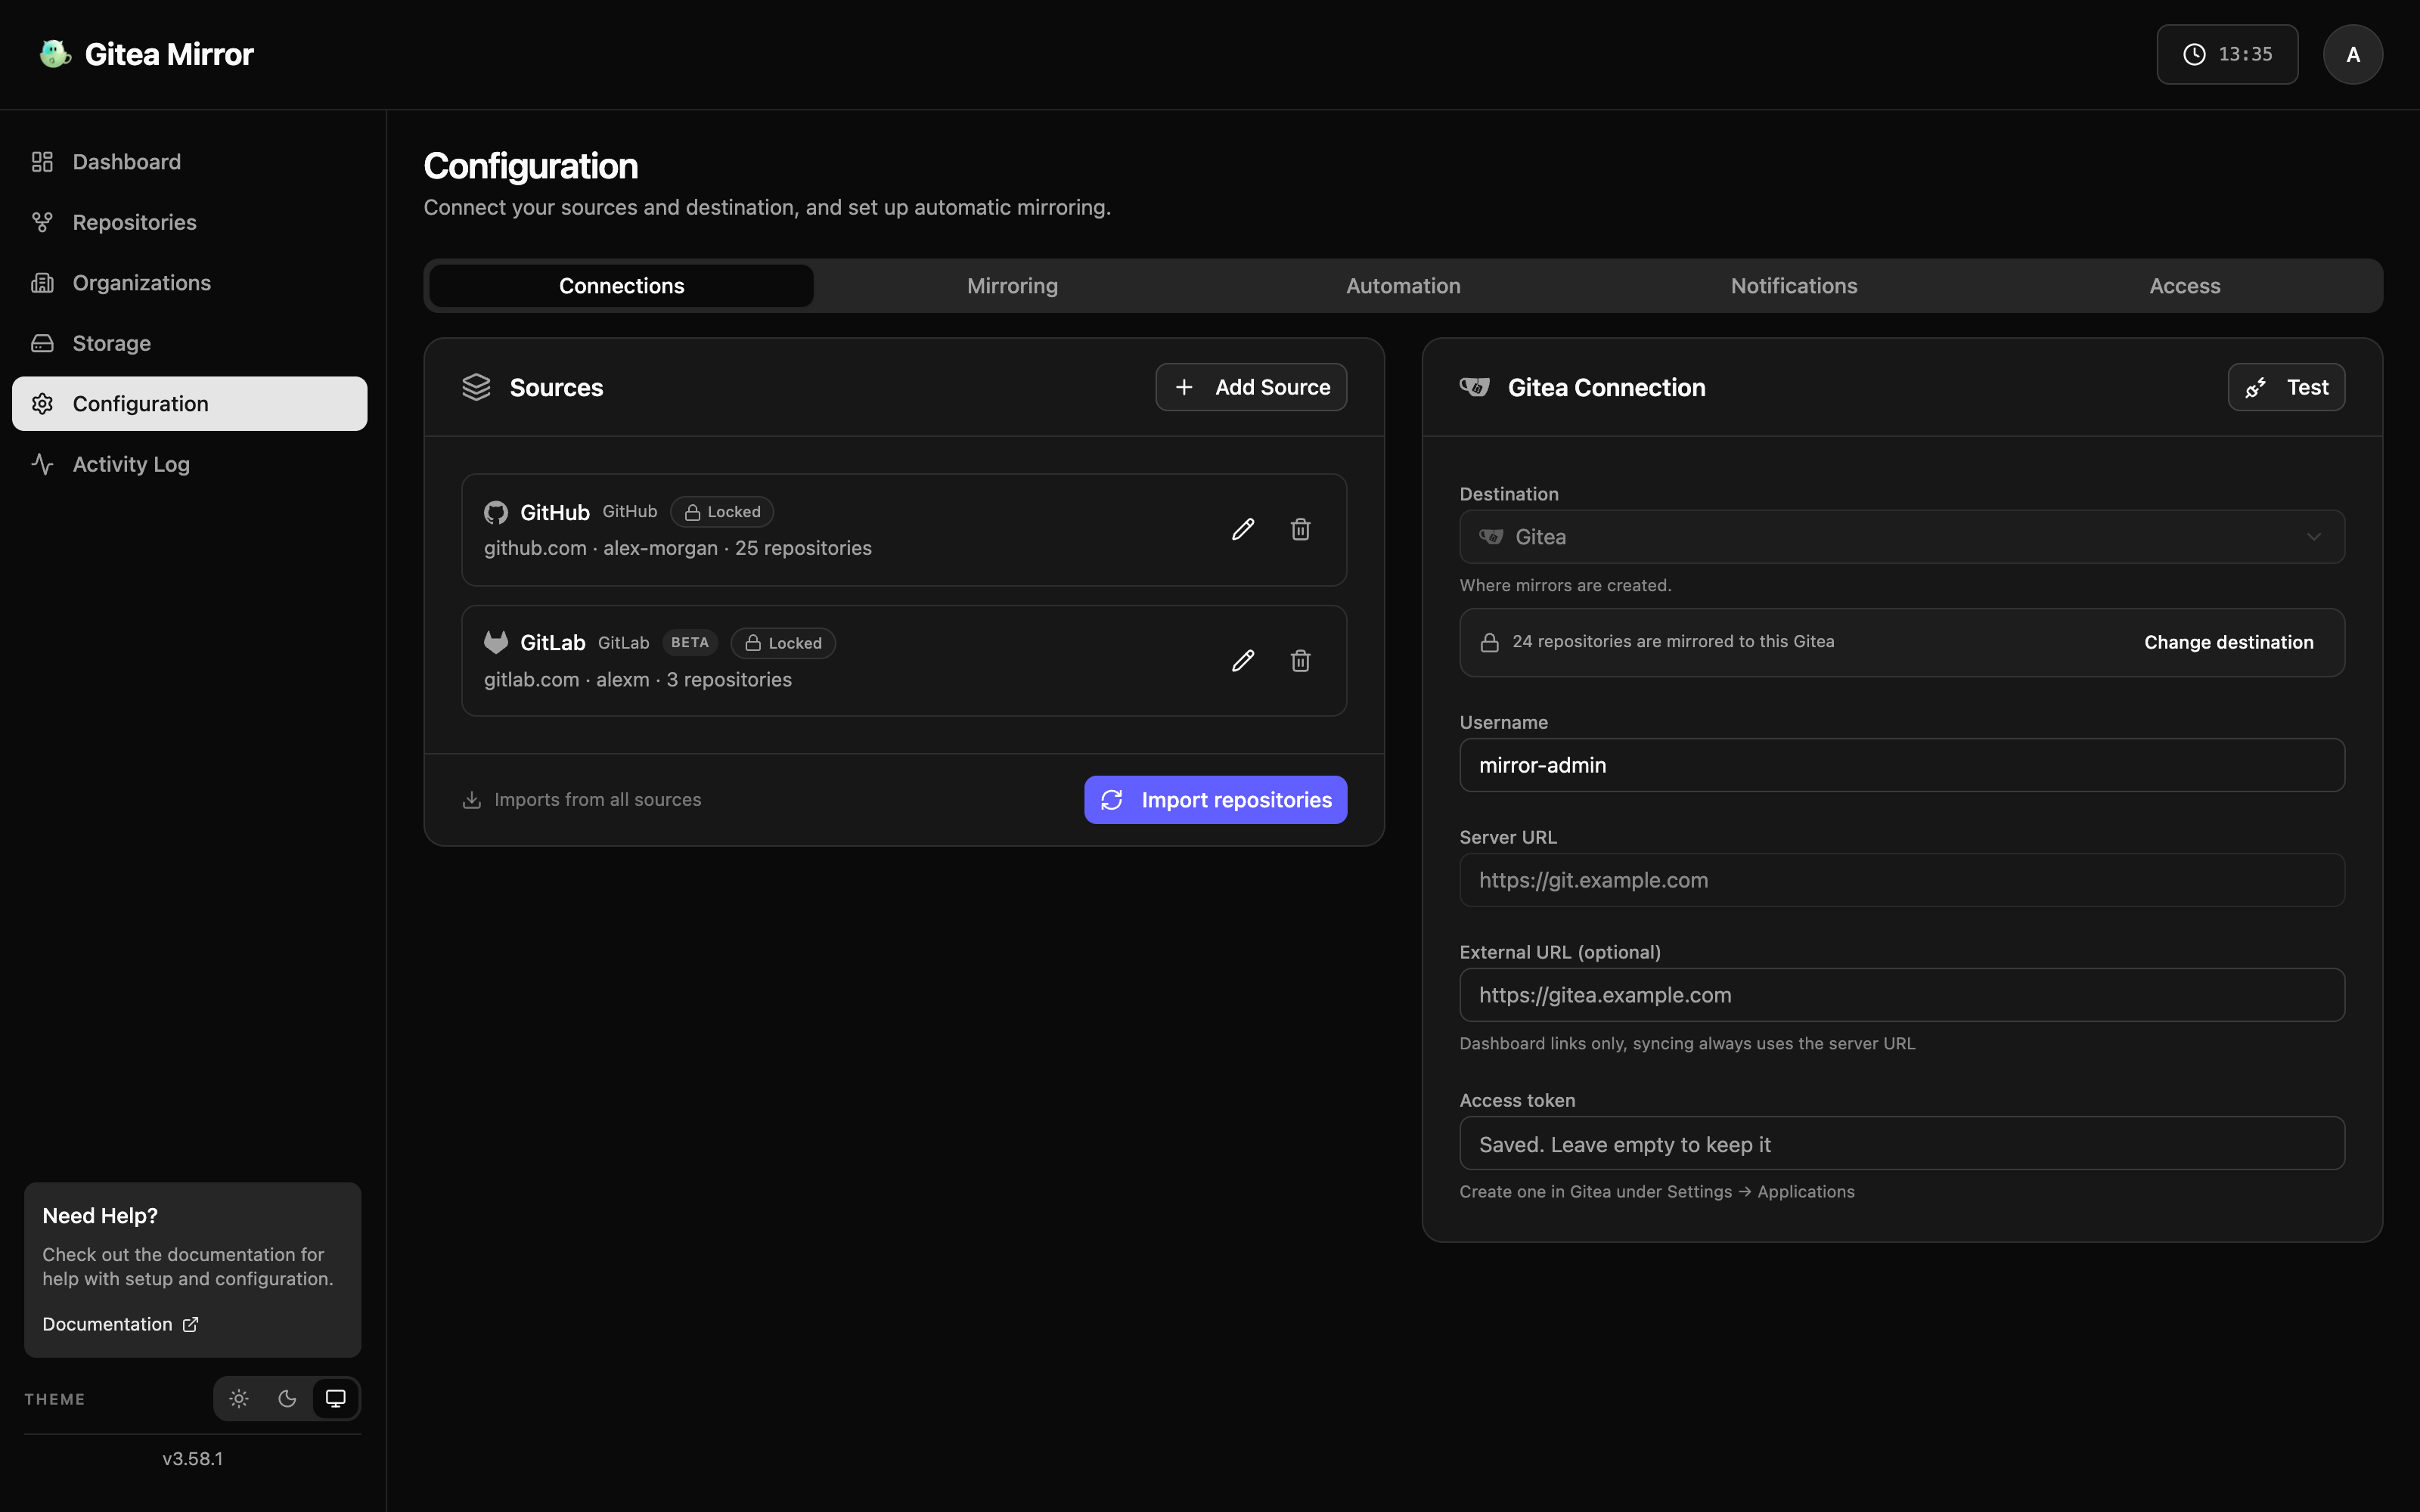 Gitea Mirror
13:35
A
Dashboard
Repositories
Organizations
Storage
Configuration
Activity Log
Need Help?
Check out the documentation for
help with setup and configuration.
Documentation
THEME
v3.58.1
Configuration
Connect your sources and destination, and set up automatic mirroring.
Connections
Mirroring
Automation
Notifications
Access
Sources
Add Source
GitHub GitHub Locked
github.com · alex-morgan · 25 repositories
GitLab GitLab BETA Locked
gitlab.com · alexm · 3 repositories
Imports from all sources
Import repositories
Gitea Connection
Test
Destination
Gitea
Where mirrors are created.
24 repositories are mirrored to this Gitea
Change destination
Username
mirror-admin
Server URL
https://git.example.com
External URL (optional)
https://gitea.example.com
Dashboard links only, syncing always uses the server URL
Access token
Saved. Leave empty to keep it
Create one in Gitea under Settings → Applications